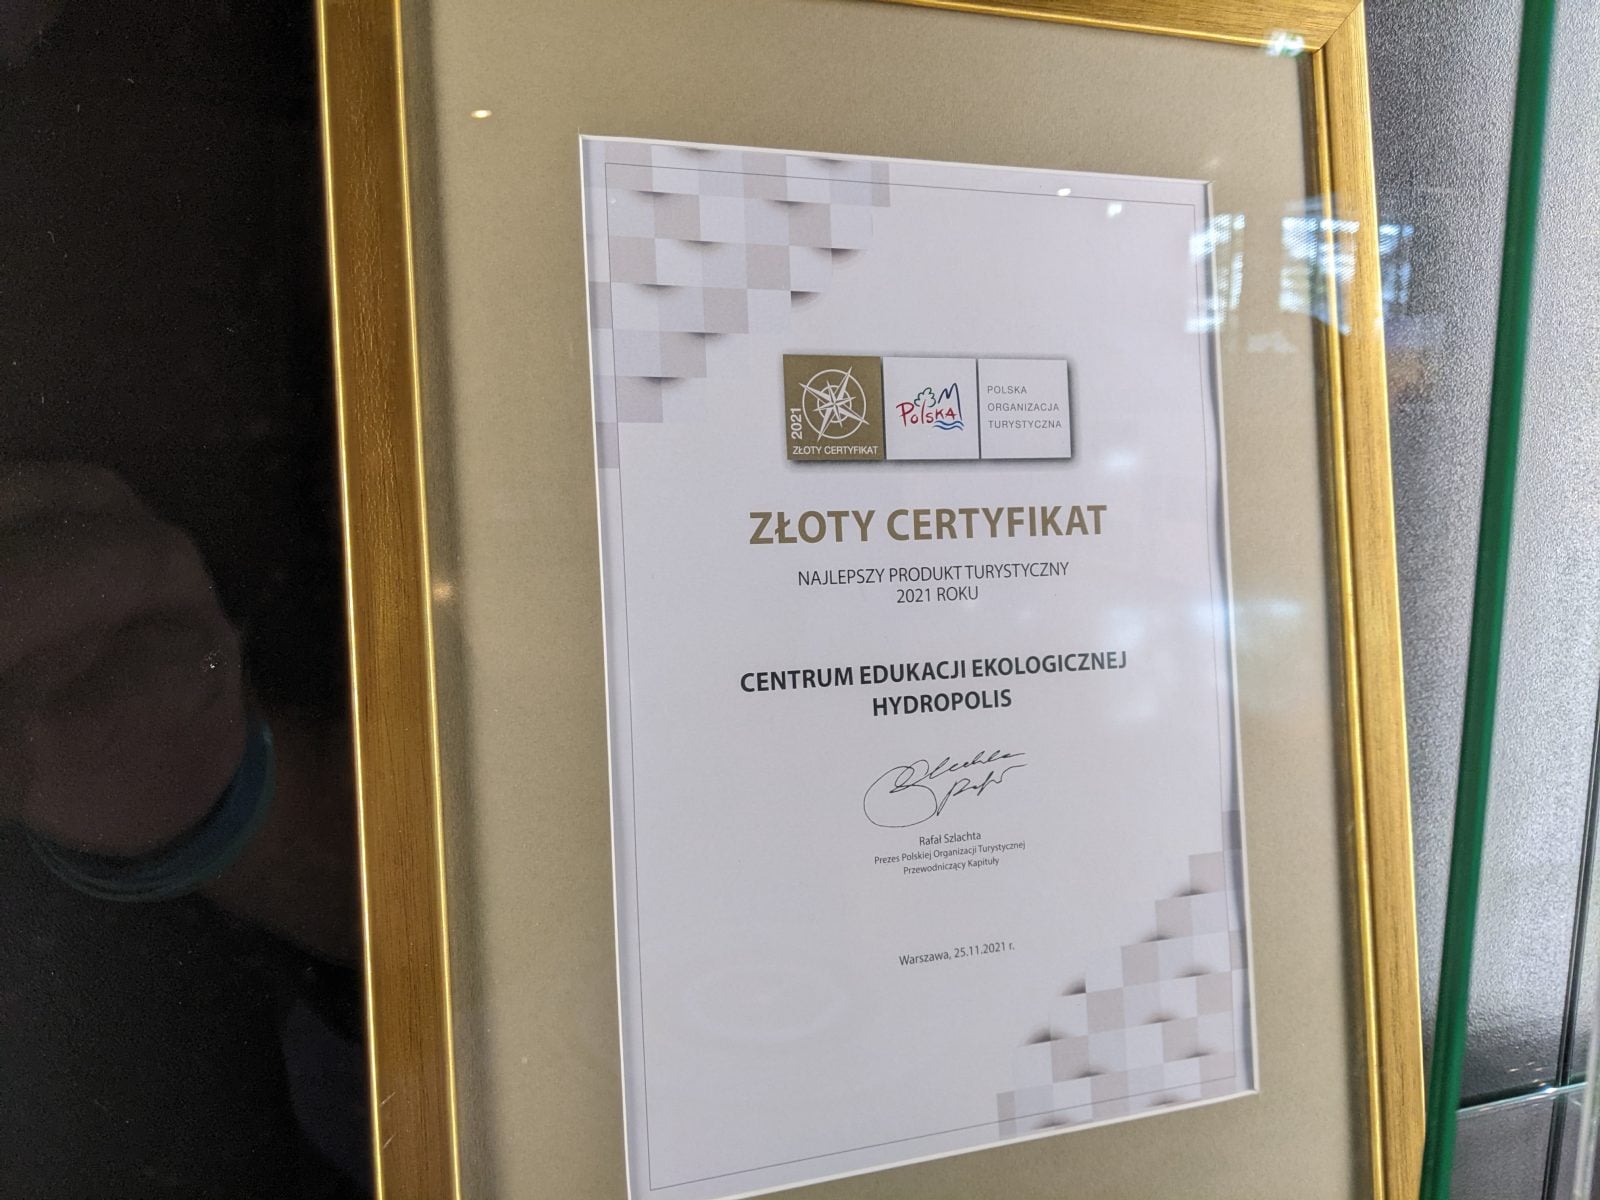 2021
ZŁOTY CERTYFIKAT
PolskA
POLSKA
ORGANIZACJA
TURYSTYCZNA
ZŁOTY CERTYFIKAT
NAJLEPSZY PRODUKT TURYSTYCZNY
2021 ROKU
CENTRUM EDUKACJI EKOLOGICZNEJ
HYDROPOLIS
Rafał Szlachta
Prezes Polskiej Organizacji Turystycznej
Przewodniczący Kapituły
Warszawa, 25.11.2021 r.